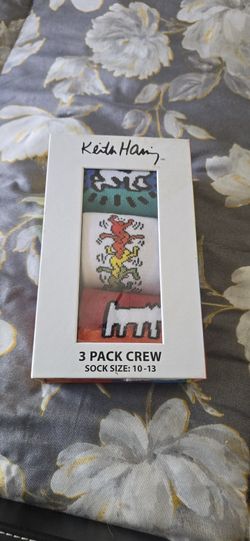 Keith Haring
3 PACK CREW
SOCK SIZE: 10-13